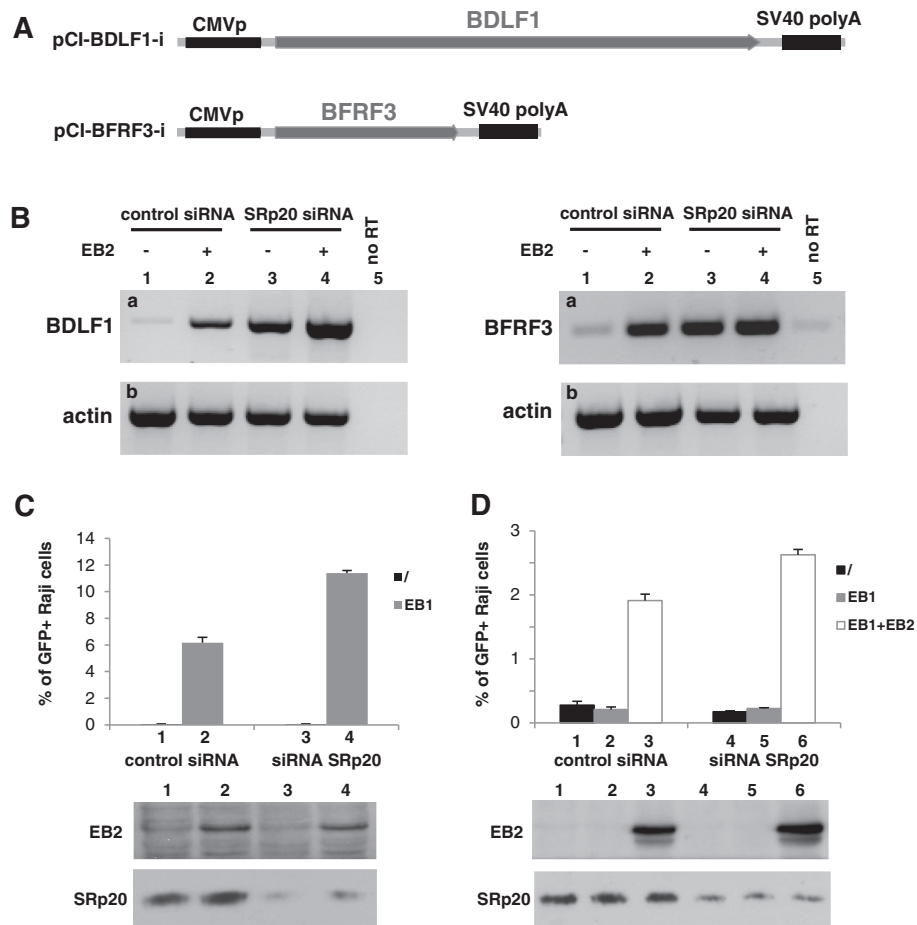 A
pCI-BDLF1-i
CMVp
BDLF1
SV40 polyA
pCI-BFRF3-i
CMVp
BFRF3
SV40 polyA
B
control siRNA SRp20 siRNA no RT
EB2 - + - +
1 2 3 4 5
a
BDLF1
b
actin
control siRNA SRp20 siRNA no RT
EB2 - + - +
1 2 3 4 5
a
BFRF3
b
actin
C
% of GFP+ Raji cells
14
12
10
8
6
4
2
0
/
EB1
1 2 3 4
control siRNA siRNA SRp20
1 2 3 4
EB2
SRp20
D
% of GFP+ Raji cells
3
2
1
0
/
EB1
EB1+EB2
1 2 3 4 5 6
control siRNA siRNA SRp20
1 2 3 4 5 6
EB2
SRp20